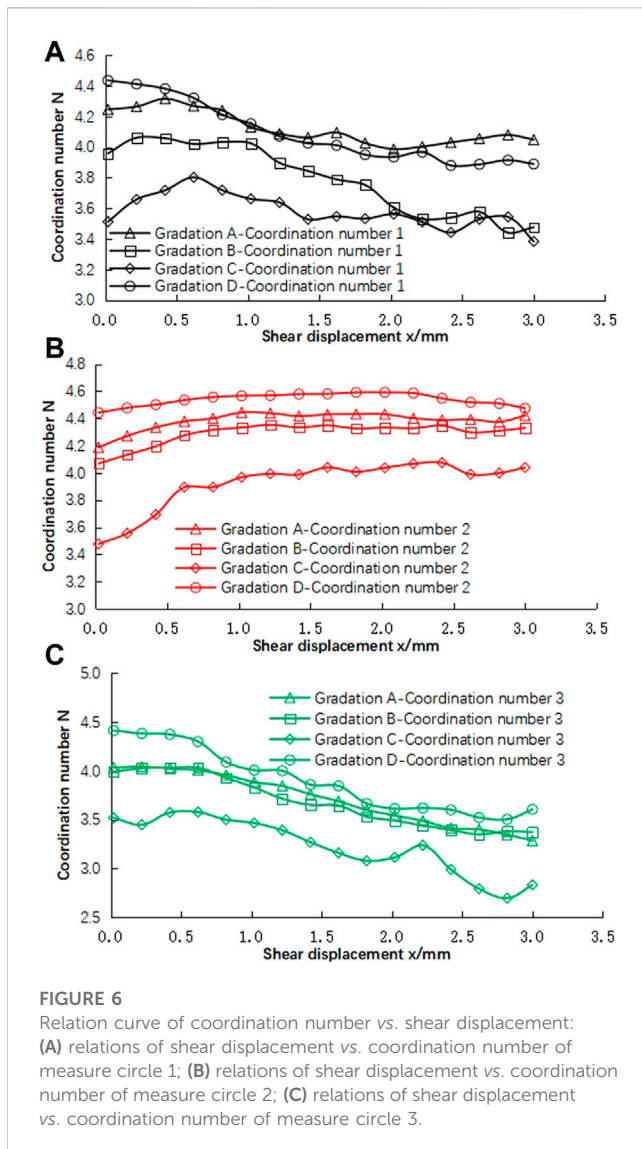 A
4.6
4.4
4.2
4.0
3.8
3.6
3.4
3.2
3.0
Coordination number N
Gradation A-Coordination number 1
Gradation B-Coordination number 1
Gradation C-Coordination number 1
Gradation D-Coordination number 1
0.0 0.5 1.0 1.5 2.0 2.5 3.0 3.5
Shear displacement x/mm
B
4.8
4.6
4.4
4.2
4.0
3.8
3.6
3.4
3.2
3.0
Coordination number N
Gradation A-Coordination number 2
Gradation B-Coordination number 2
Gradation C-Coordination number 2
Gradation D-Coordination number 2
0.0 0.5 1.0 1.5 2.0 2.5 3.0 3.5
Shear displacement x/mm
C
5.0
4.5
4.0
3.5
3.0
2.5
Coordination number N
Gradation A-Coordination number 3
Gradation B-Coordination number 3
Gradation C-Coordination number 3
Gradation D-Coordination number 3
0.0 0.5 1.0 1.5 2.0 2.5 3.0 3.5
Shear displacement x/mm
FIGURE 6
Relation curve of coordination number vs. shear displacement:
(A) relations of shear displacement vs. coordination number of
measure circle 1; (B) relations of shear displacement vs. coordination
number of measure circle 2; (C) relations of shear displacement
vs. coordination number of measure circle 3.